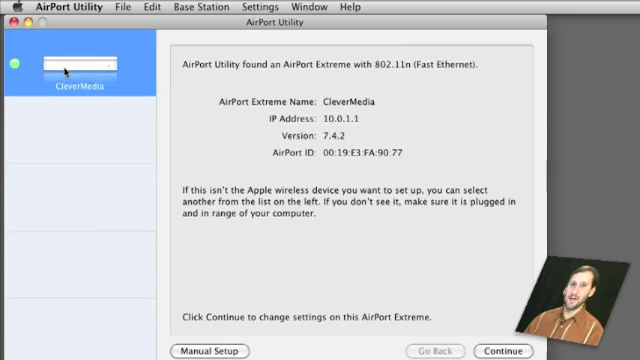 AirPort Utility File Edit Base Station Settings Window Help
AirPort Utility
CleverMedia
AirPort Utility found an AirPort Extreme with 802.11n (Fast Ethernet).
AirPort Extreme Name: CleverMedia
IP Address: 10.0.1.1
Version: 7.4.2
AirPort ID: 00:19:E3:FA:90:77
If this isn't the Apple wireless device you want to set up, you can select
another from the list on the left. If you don't see it, make sure it is plugged in
and in range of your computer.
Click Continue to change settings on this AirPort Extreme.
Manual Setup Go Back Continue